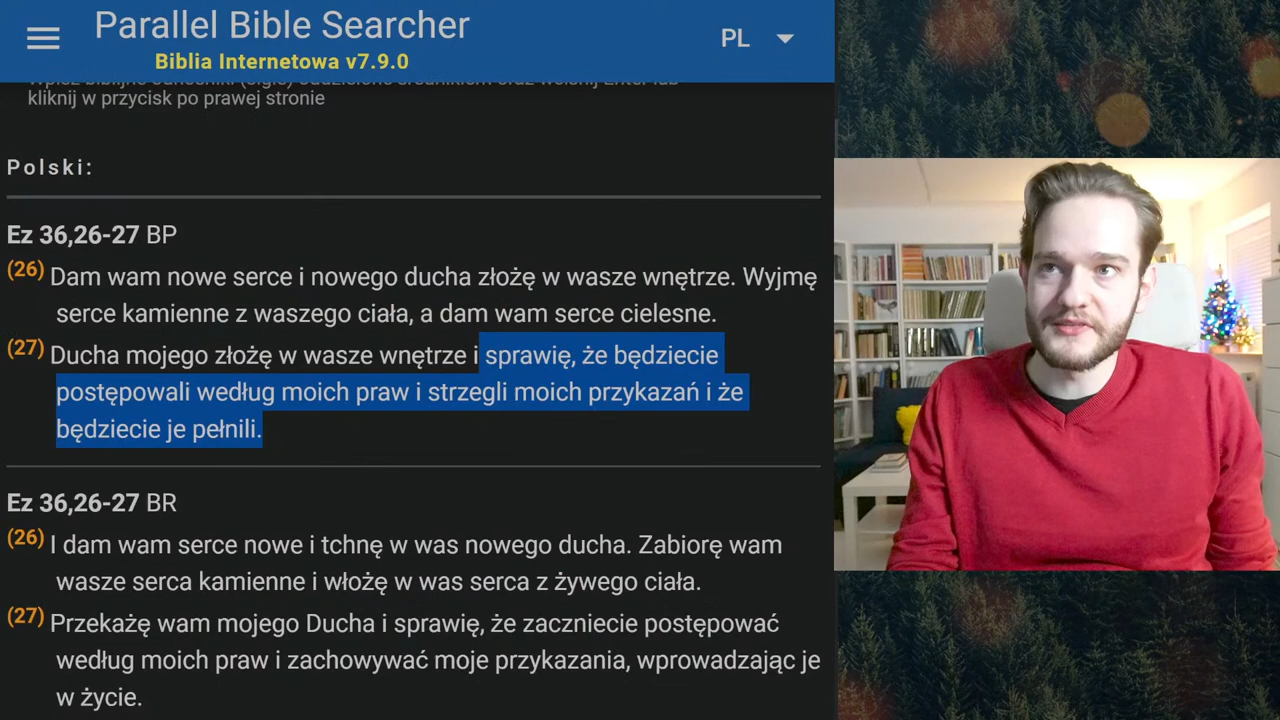 Parallel Bible Searcher
PL
Biblia Internetowa v7.9.0
kliknij w przycisk po prawej stronie
Polski:
Ez 36,26-27 BP
(26) Dam wam nowe serce i nowego ducha złożę w wasze wnętrze. Wyjmę
serce kamienne z waszego ciała, a dam wam serce cielesne.
(27) Ducha mojego złożę w wasze wnętrze i sprawię, że będziecie
postępowali według moich praw i strzegli moich przykazań i że
będziecie je pełnili.
Ez 36,26-27 BR
(26) I dam wam serce nowe i tchnę w was nowego ducha. Zabiorę wam
wasze serca kamienne i włożę w was serca z żywego ciała.
(27) Przekażę wam mojego Ducha i sprawię, że zaczniecie postępować
według moich praw i zachowywać moje przykazania, wprowadzając je
w życie.